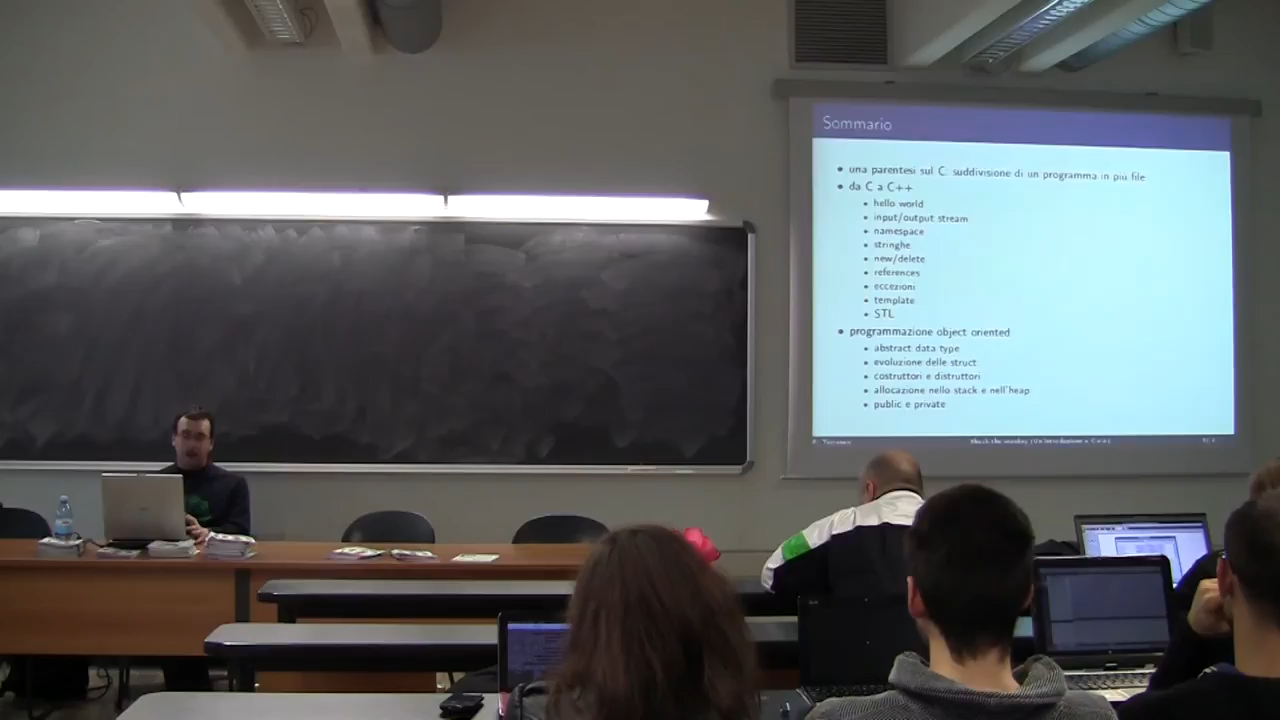 Sommario
una parentesi sul C: suddivisione di un programma in più file
da C a C++
hello world
input/output stream
namespace
stringhe
new/delete
references
eccezioni
template
STL
programmazione object oriented
abstract data type
evoluzione delle struct
costruttori e distruttori
allocazione nello stack e nell'heap
public e private